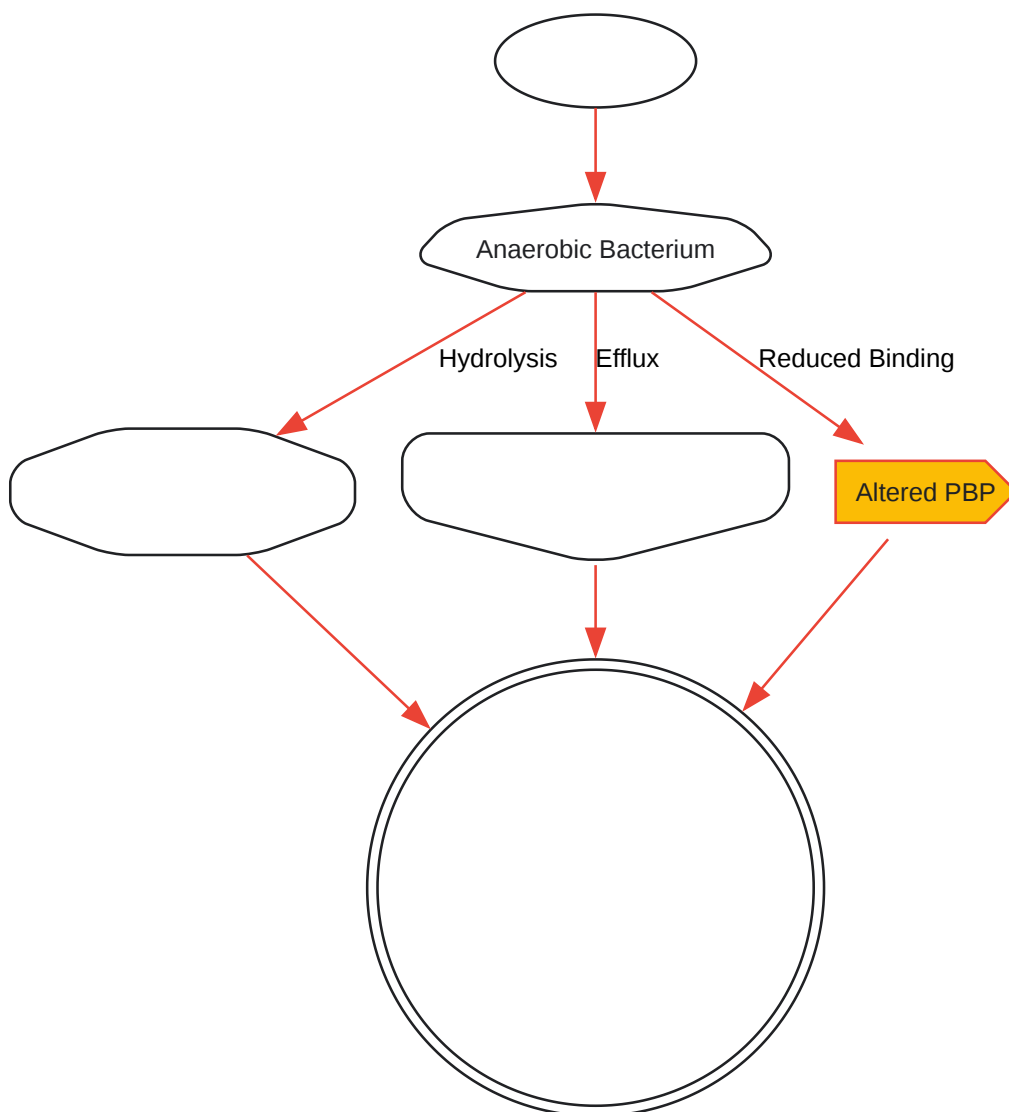 Anaerobic Bacterium
Hydrolysis
Efflux
Reduced Binding
Altered PBP